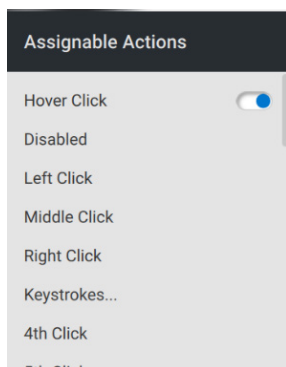 Assignable Actions
Hover Click
Disabled
Left Click
Middle Click
Right Click
Keystrokes...
4th Click